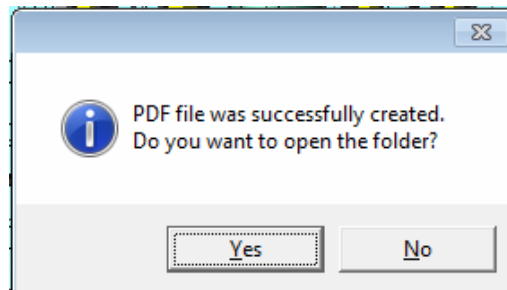 PDF file was successfully created.
Do you want to open the folder?
Yes
No